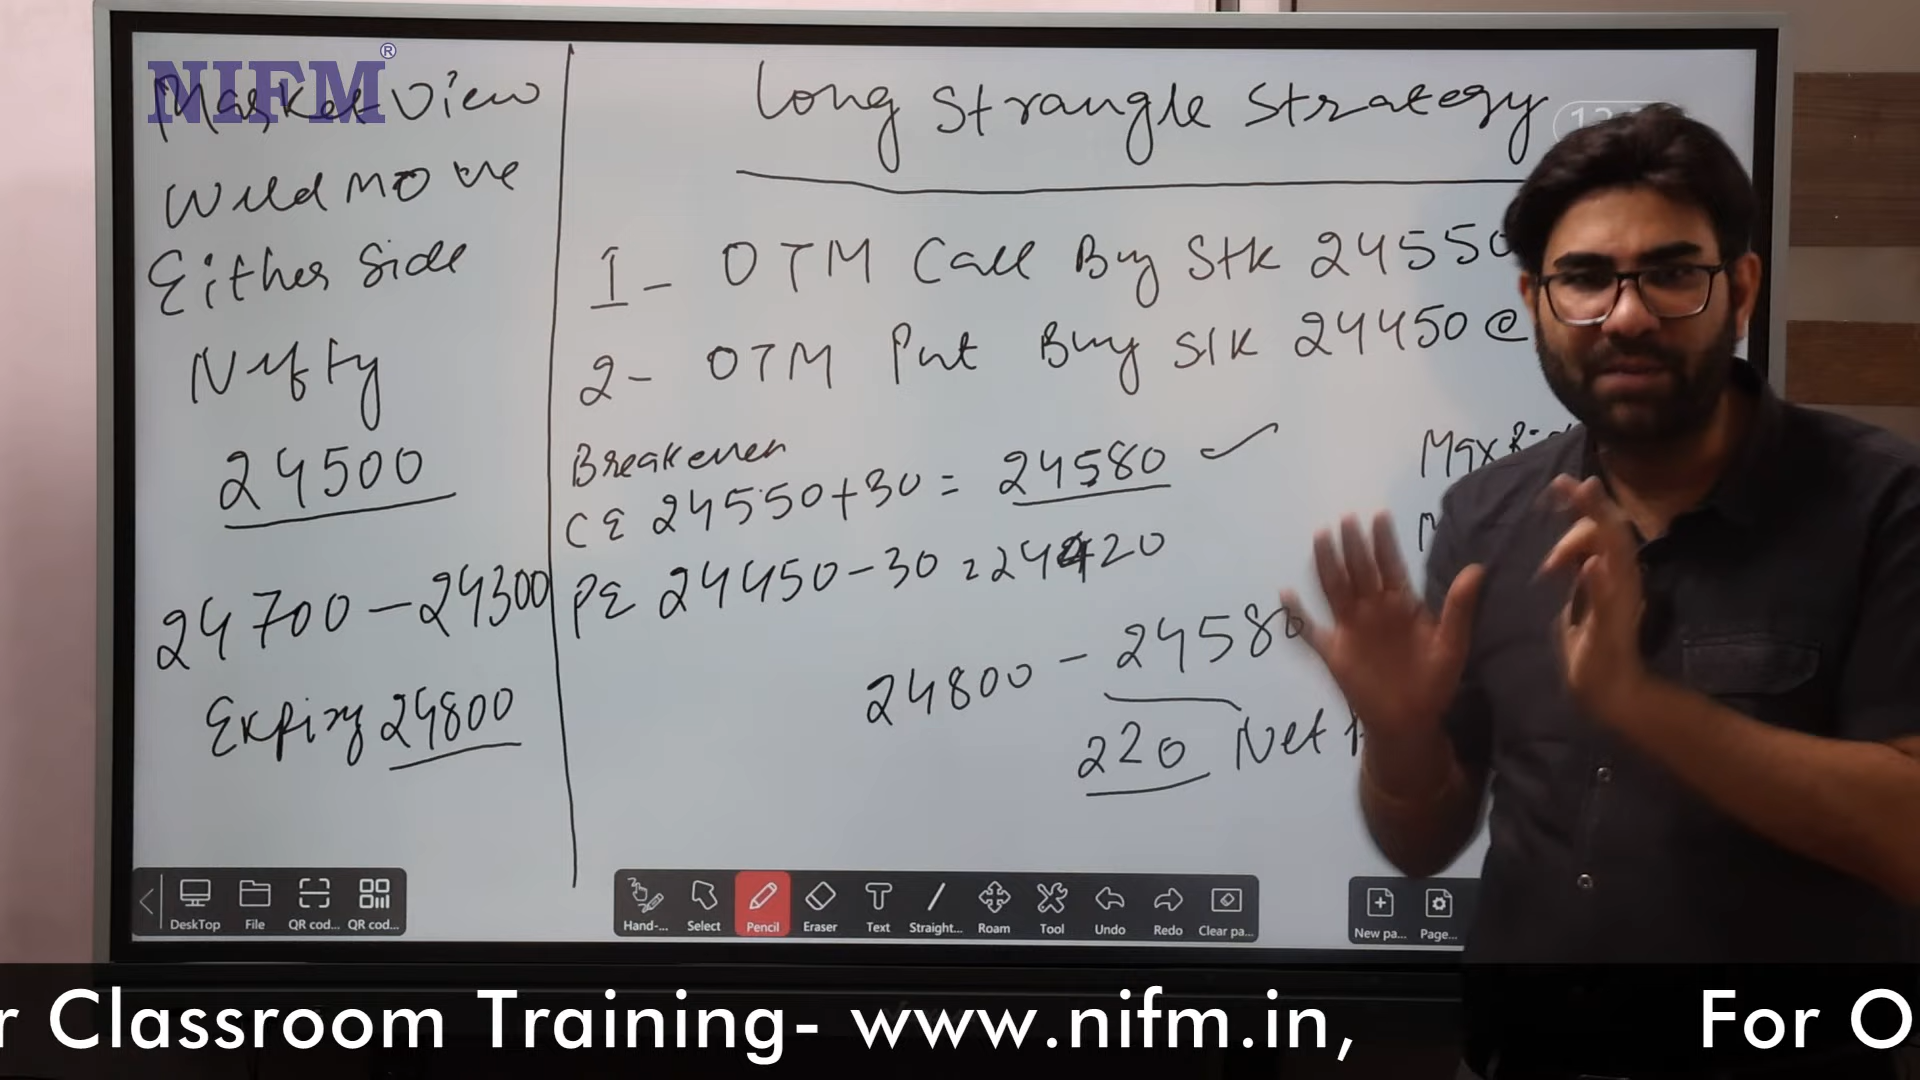 NIFM®
Market View
Wild move
Either Side
Nifty
24500
24700 - 24300
Expiry 24800
Long Strangle Strategy
1- OTM Call Buy Stk 24550
2- OTM Put Buy Stk 24450 @
Breakeven
CE 24550+30 = 24580 ✓
PE 24450-30 = 24420
24800 - 24580
220 Net
Max
DeskTop
File
QR cod...
QR cod...
Hand-...
Select
Pencil
Eraser
Text
Straight...
Roam
Tool
Undo
Redo
Clear pa...
New pa...
Page...
r Classroom Training- www.nifm.in, For O